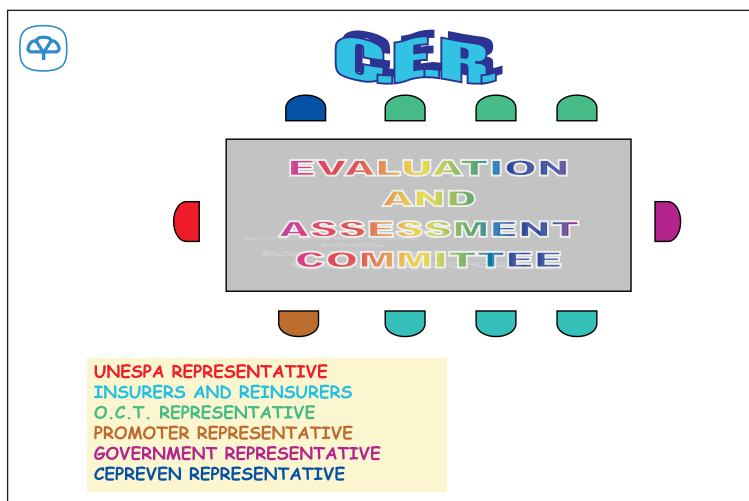 C.E.R.
EVALUATION
AND
ASSESSMENT
COMMITTEE
UNESPA REPRESENTATIVE
INSURERS AND REINSURERS
O.C.T. REPRESENTATIVE
PROMOTER REPRESENTATIVE
GOVERNMENT REPRESENTATIVE
CEPREVEN REPRESENTATIVE